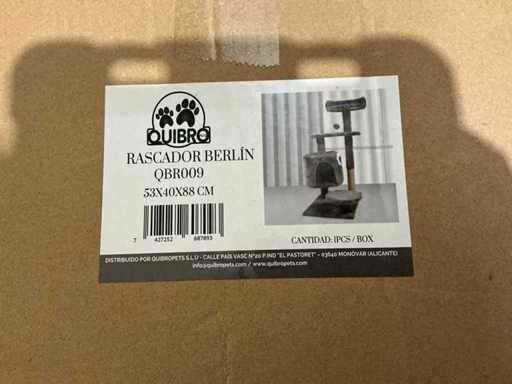 QUIBRO
RASCADOR BERLÍN
QBR009
53X40X88 CM
7 427252 687893
CANTIDAD: 1PCS / BOX
DISTRIBUIDO POR QUIBROPETS S.L.U - CALLE PAÍS VASC Nº20 P.IND "EL PASTORET" - 03640 MONÓVAR (ALICANTE)
info@quibropets.com / www.quibropets.com